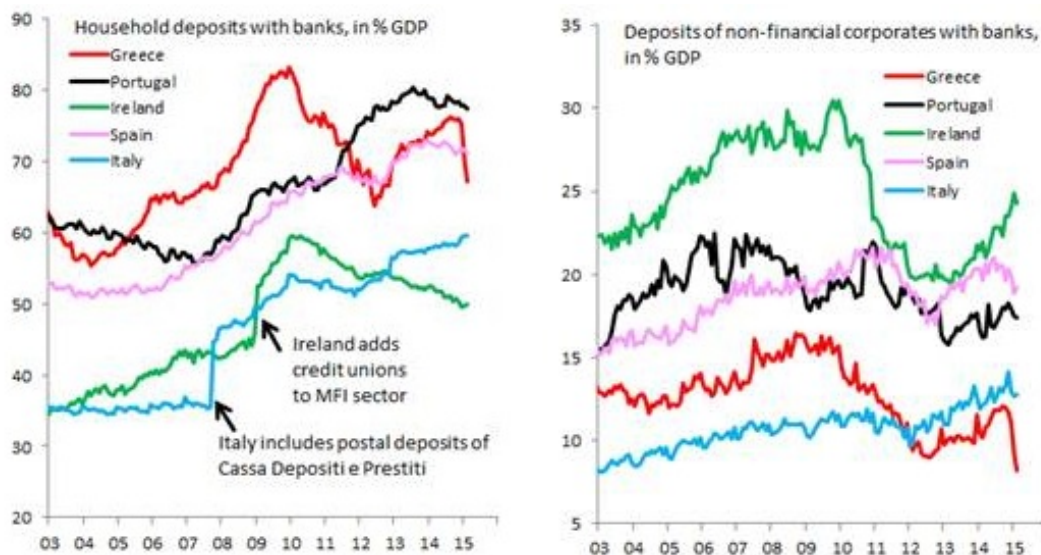 Household deposits with banks, in % GDP
Greece
Portugal
Ireland
Spain
Italy
90
80
70
60
50
40
30
20
Ireland adds
credit unions
to MFI sector
Italy includes postal deposits of
Cassa Depositi e Prestiti
03 04 05 06 07 08 09 10 11 12 13 14 15
Deposits of non-financial corporates with banks,
in % GDP
Greece
Portugal
Ireland
Spain
Italy
35
30
25
20
15
10
5
03 04 05 06 07 08 09 10 11 12 13 14 15